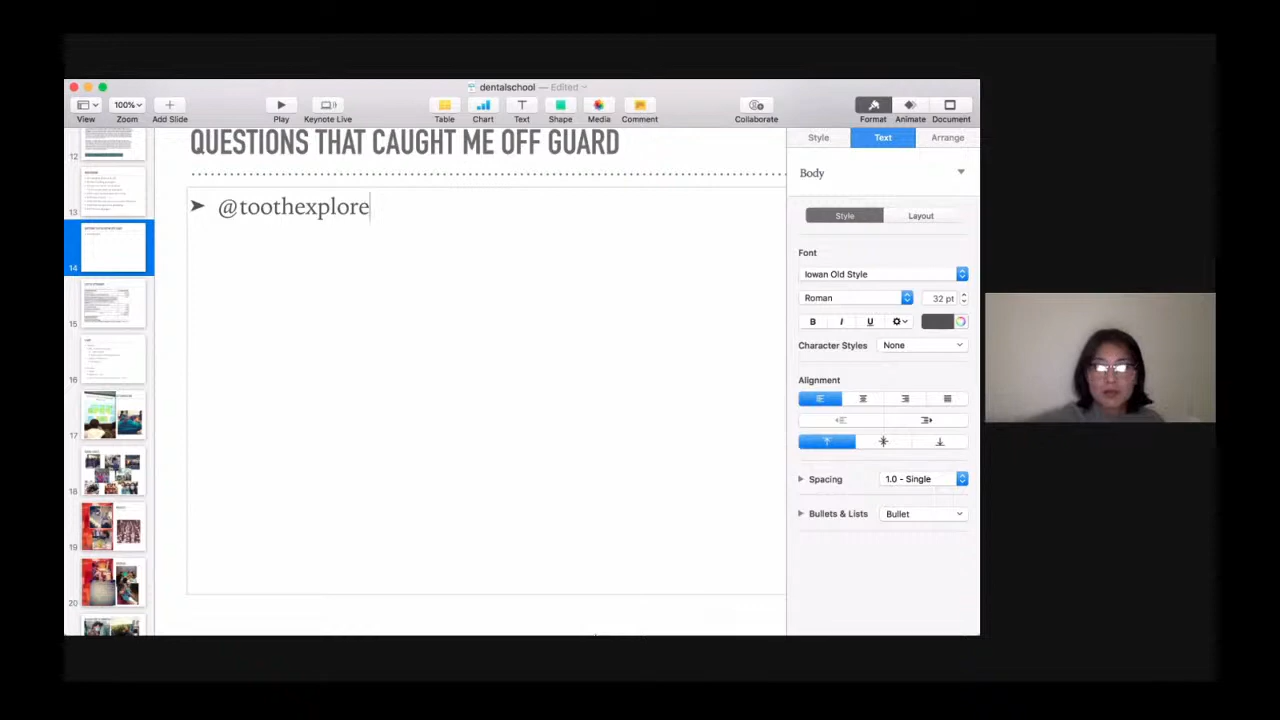 dentalschool — Edited
View
100%
Zoom
Add Slide
Play
Keynote Live
Table
Chart
Text
Shape
Media
Comment
Collaborate
Format
Animate
Document
Style
Text
Arrange
12
13
14
15
16
17
18
19
20
QUESTIONS THAT CAUGHT ME OFF GUARD
➤ @toothexplore
Body
Style
Layout
Font
Iowan Old Style
Roman
32 pt
B
I
U
Character Styles
None
Alignment
Spacing
1.0 - Single
Bullets & Lists
Bullet